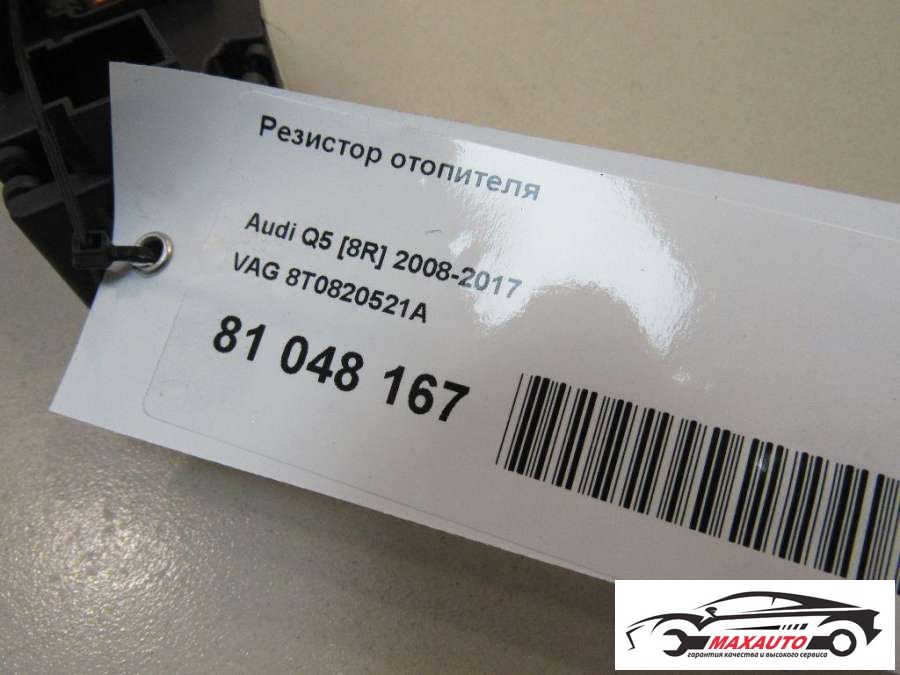 Резистор отопителя
Audi Q5 [8R] 2008-2017
VAG 8T0820521A
81 048 167
MAXAUTO
гарантия качества и высокого сервиса